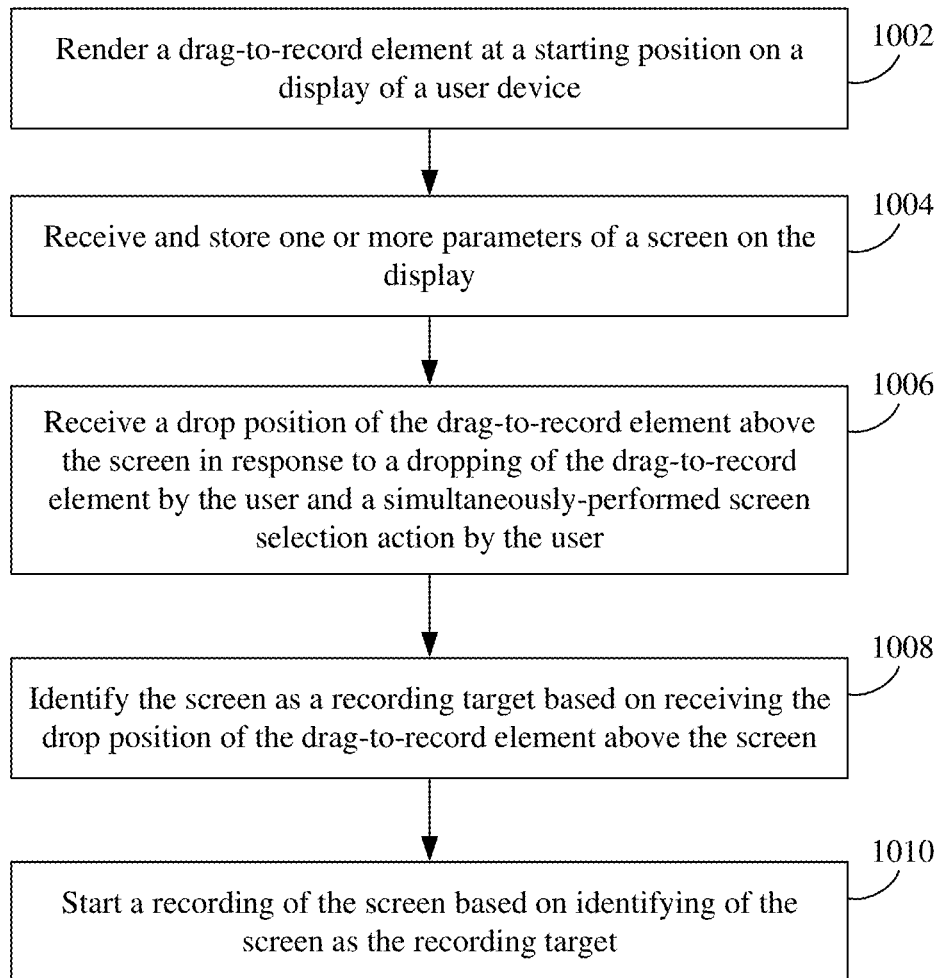 Render a drag-to-record element at a starting position on a
display of a user device
1002
Receive and store one or more parameters of a screen on the
display
1004
Receive a drop position of the drag-to-record element above
the screen in response to a dropping of the drag-to-record
element by the user and a simultaneously-performed screen
selection action by the user
1006
Identify the screen as a recording target based on receiving the
drop position of the drag-to-record element above the screen
1008
Start a recording of the screen based on identifying of the
screen as the recording target
1010